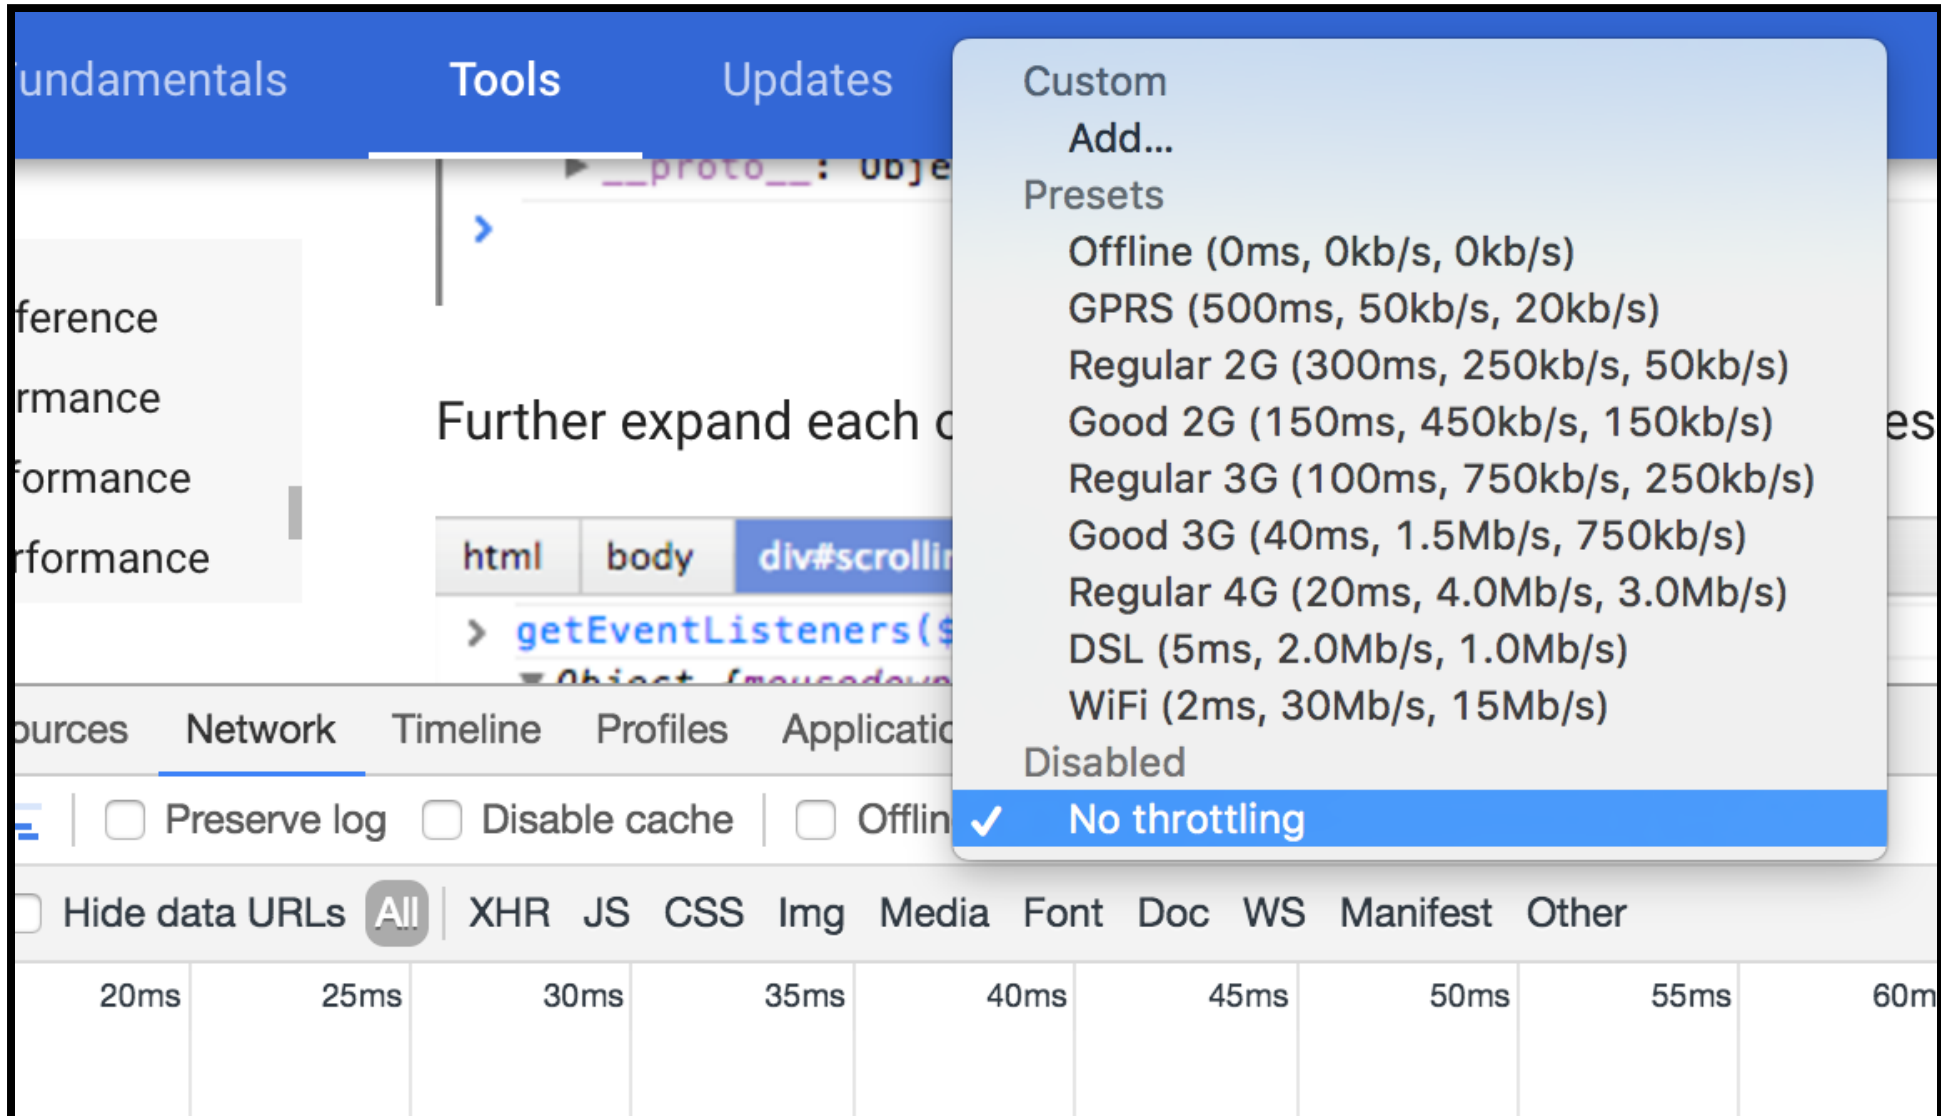 undamentals Tools Updates
Custom
Add...
Presets
Offline (0ms, 0kb/s, 0kb/s)
GPRS (500ms, 50kb/s, 20kb/s)
Regular 2G (300ms, 250kb/s, 50kb/s)
Good 2G (150ms, 450kb/s, 150kb/s)
Regular 3G (100ms, 750kb/s, 250kb/s)
Good 3G (40ms, 1.5Mb/s, 750kb/s)
Regular 4G (20ms, 4.0Mb/s, 3.0Mb/s)
DSL (5ms, 2.0Mb/s, 1.0Mb/s)
WiFi (2ms, 30Mb/s, 15Mb/s)
Disabled
✓ No throttling
▶ __proto__: Obje
>
ference
rmance
formance
rformance
Further expand each c es
html body div#scrollin
> getEventListeners($
▼ Object {mousedown
ources Network Timeline Profiles Applicatio
Preserve log Disable cache Offlin
Hide data URLs All XHR JS CSS Img Media Font Doc WS Manifest Other
20ms 25ms 30ms 35ms 40ms 45ms 50ms 55ms 60m